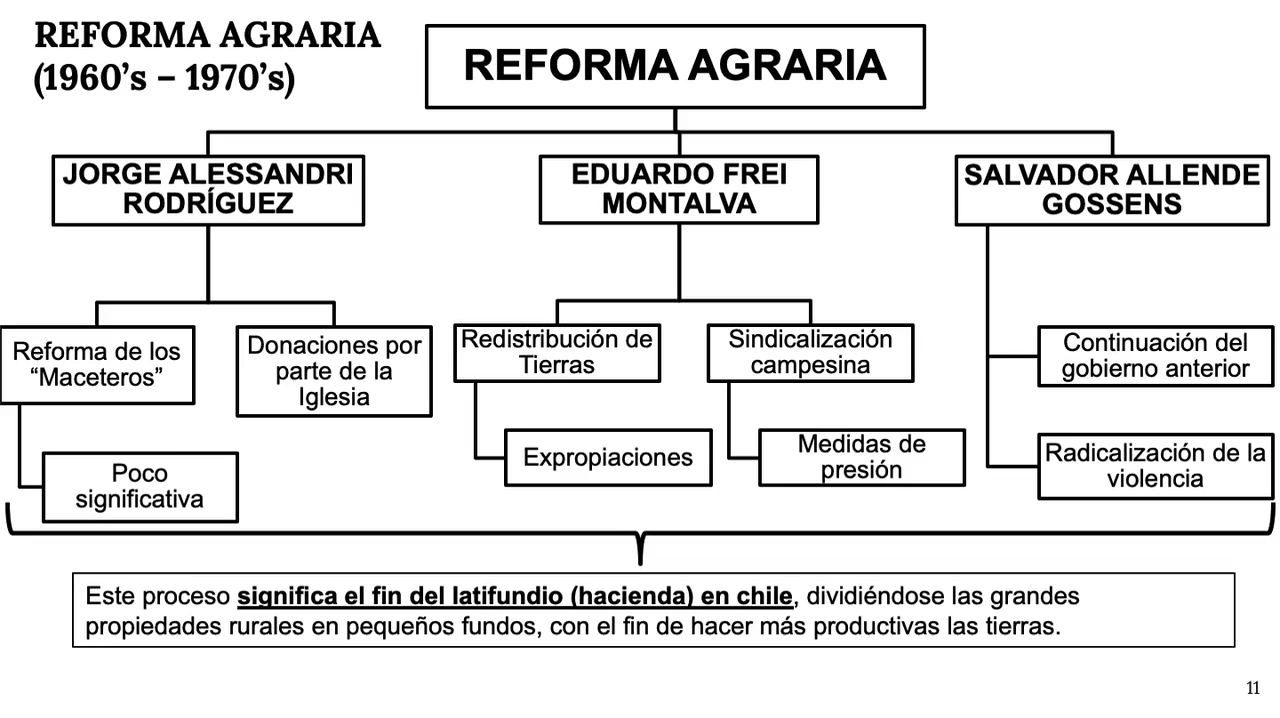 REFORMA AGRARIA
(1960’s – 1970’s)
REFORMA AGRARIA
JORGE ALESSANDRI
RODRÍGUEZ
EDUARDO FREI
MONTALVA
SALVADOR ALLENDE
GOSSENS
Reforma de los
“Maceteros”
Donaciones por
parte de la
Iglesia
Poco
significativa
Redistribución de
Tierras
Sindicalización
campesina
Expropiaciones
Medidas de
presión
Continuación del
gobierno anterior
Radicalización de la
violencia
Este proceso significa el fin del latifundio (hacienda) en chile, dividiéndose las grandes
propiedades rurales en pequeños fundos, con el fin de hacer más productivas las tierras.
11